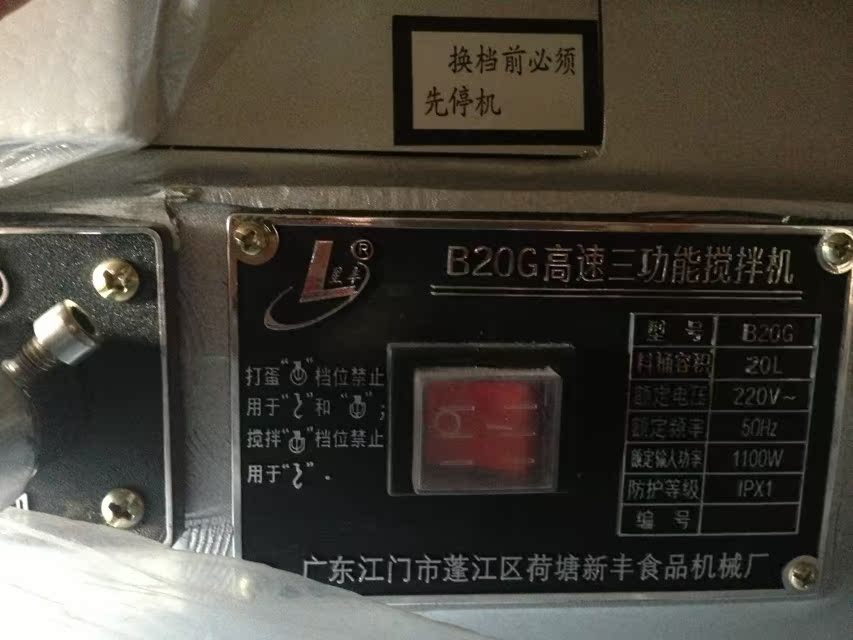 换档前必须
先停机
®
B20G高速三功能搅拌机
型号 B20G
料桶容积 20L
额定电压 220V~
额定频率 50Hz
额定输入功率 1100W
防护等级 IPX1
编号
打蛋“ ”档位禁止
用于“ ”和“ ”;
搅拌“ ”档位禁止
用于“ ”.
广东江门市蓬江区荷塘新丰食品机械厂